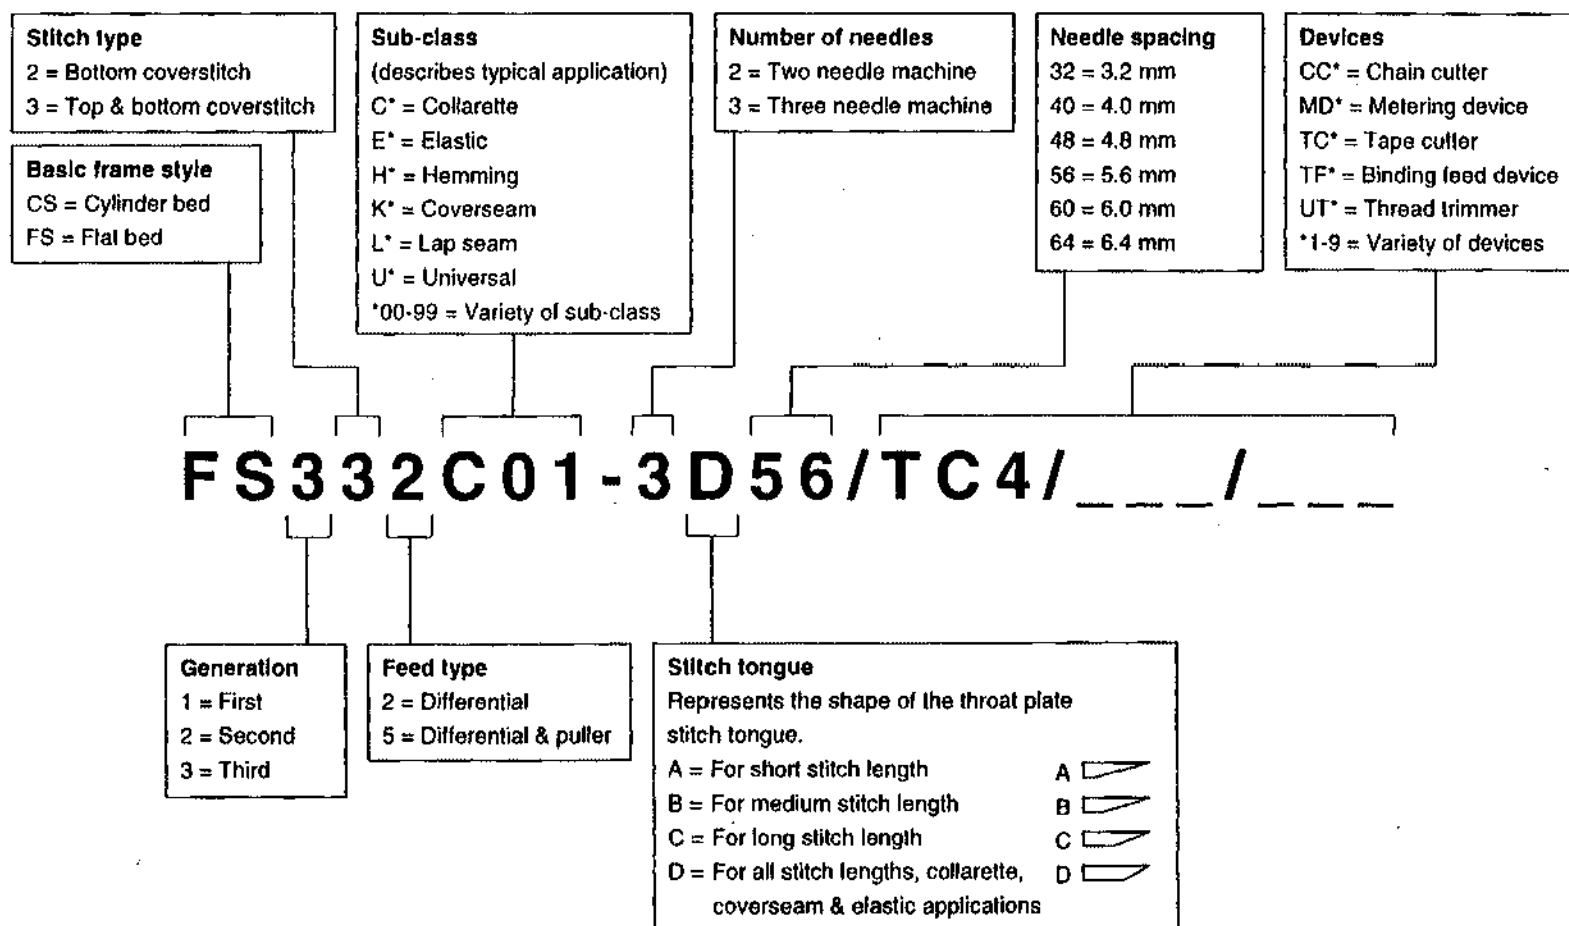 Stitch type
2 = Bottom coverstitch
3 = Top & bottom coverstitch
Basic frame style
CS = Cylinder bed
FS = Flat bed
Sub-class
(describes typical application)
C* = Collarette
E* = Elastic
H* = Hemming
K* = Coverseam
L* = Lap seam
U* = Universal
*00-99 = Variety of sub-class
Number of needles
2 = Two needle machine
3 = Three needle machine
Needle spacing
32 = 3.2 mm
40 = 4.0 mm
48 = 4.8 mm
56 = 5.6 mm
60 = 6.0 mm
64 = 6.4 mm
Devices
CC* = Chain cutter
MD* = Metering device
TC* = Tape cutter
TF* = Binding feed device
UT* = Thread trimmer
*1-9 = Variety of devices
FS332C01-3D56/TC4/_ _ _/_ _ _
Generation
1 = First
2 = Second
3 = Third
Feed type
2 = Differential
5 = Differential & puller
Stitch tongue
Represents the shape of the throat plate
stitch tongue.
A = For short stitch length A
B = For medium stitch length B
C = For long stitch length C
D = For all stitch lengths, collarette, D
coverseam & elastic applications